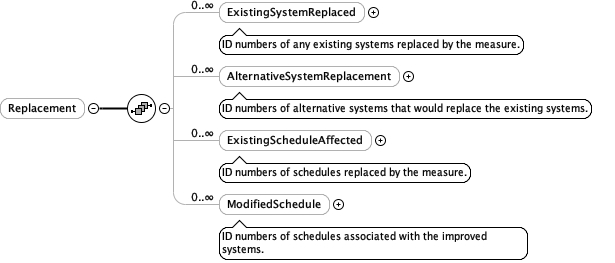 0..∞
ExistingSystemReplaced
ID numbers of any existing systems replaced by the measure.
0..∞
AlternativeSystemReplacement
ID numbers of alternative systems that would replace the existing systems.
Replacement
0..∞
ExistingScheduleAffected
ID numbers of schedules replaced by the measure.
0..∞
ModifiedSchedule
ID numbers of schedules associated with the improved
systems.